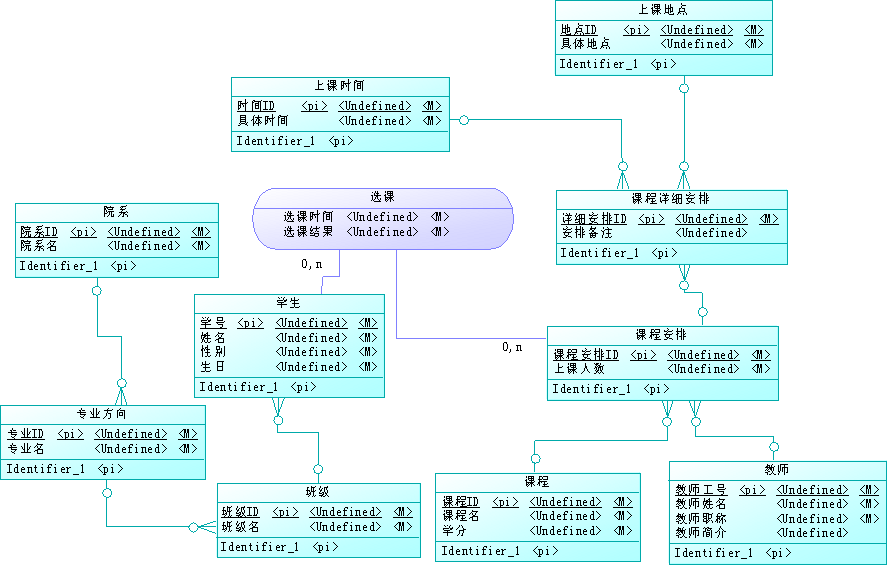 上课地点
地点ID <pi> <Undefined> <M>
具体地点 <Undefined> <M>
Identifier_1 <pi>
上课时间
时间ID <pi> <Undefined> <M>
具体时间 <Undefined> <M>
Identifier_1 <pi>
选课
选课时间 <Undefined> <M>
选课结果 <Undefined> <M>
课程详细安排
详细安排ID <pi> <Undefined> <M>
安排备注 <Undefined>
Identifier_1 <pi>
院系
院系ID <pi> <Undefined> <M>
院系名 <Undefined> <M>
Identifier_1 <pi>
0,n
学生
学号 <pi> <Undefined> <M>
姓名 <Undefined> <M>
性别 <Undefined> <M>
生日 <Undefined> <M>
Identifier_1 <pi>
0,n
课程安排
课程安排ID <pi> <Undefined> <M>
上课人数 <Undefined> <M>
Identifier_1 <pi>
专业方向
专业ID <pi> <Undefined> <M>
专业名 <Undefined> <M>
Identifier_1 <pi>
班级
班级ID <pi> <Undefined> <M>
班级名 <Undefined> <M>
Identifier_1 <pi>
课程
课程ID <pi> <Undefined> <M>
课程名 <Undefined> <M>
学分 <Undefined> <M>
Identifier_1 <pi>
教师
教师工号 <pi> <Undefined> <M>
教师姓名 <Undefined> <M>
教师职称 <Undefined> <M>
教师简介 <Undefined>
Identifier_1 <pi>